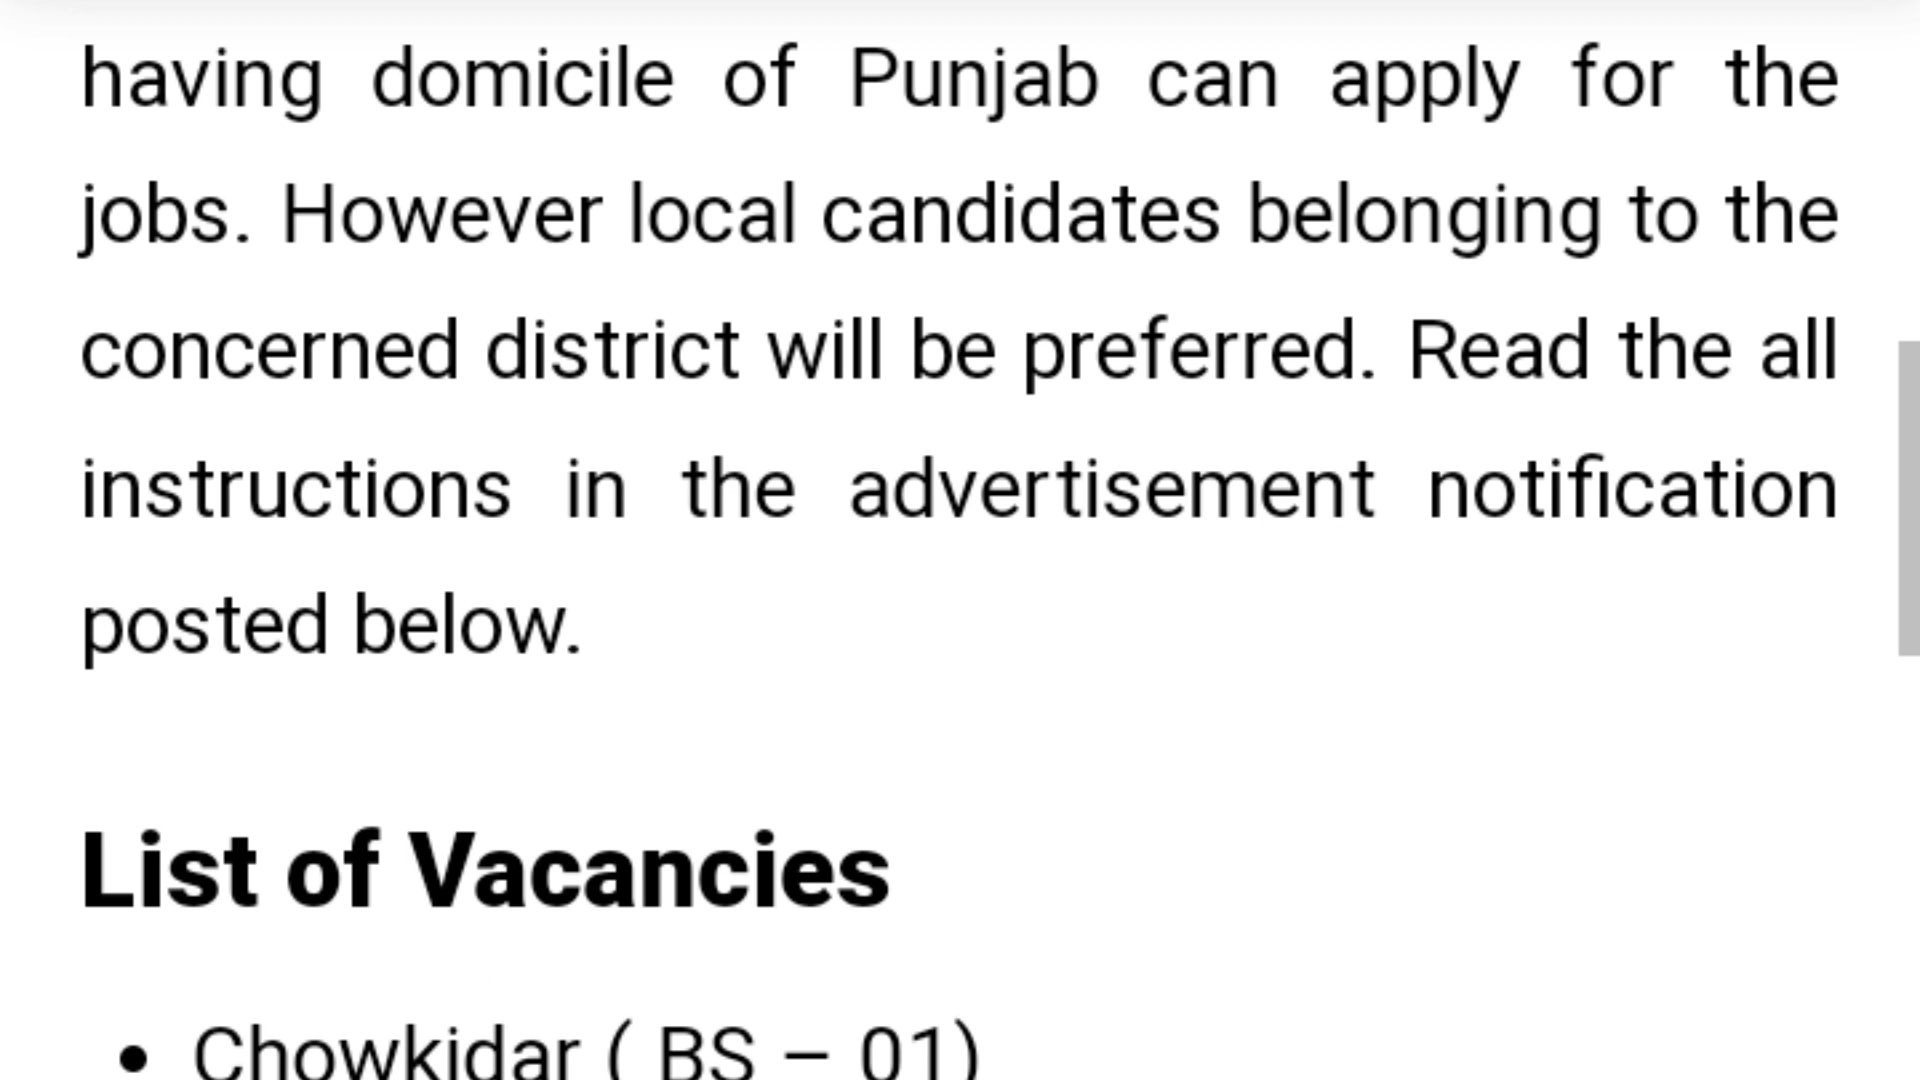 having domicile of Punjab can apply for the
jobs. However local candidates belonging to the
concerned district will be preferred. Read the all
instructions in the advertisement notification
posted below.
List of Vacancies
• Chowkidar ( BS – 01)